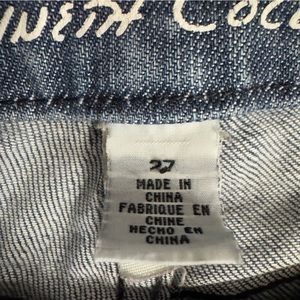 27
MADE IN
CHINA
FABRIQUE EN
CHINE
HECHO EN
CHINA